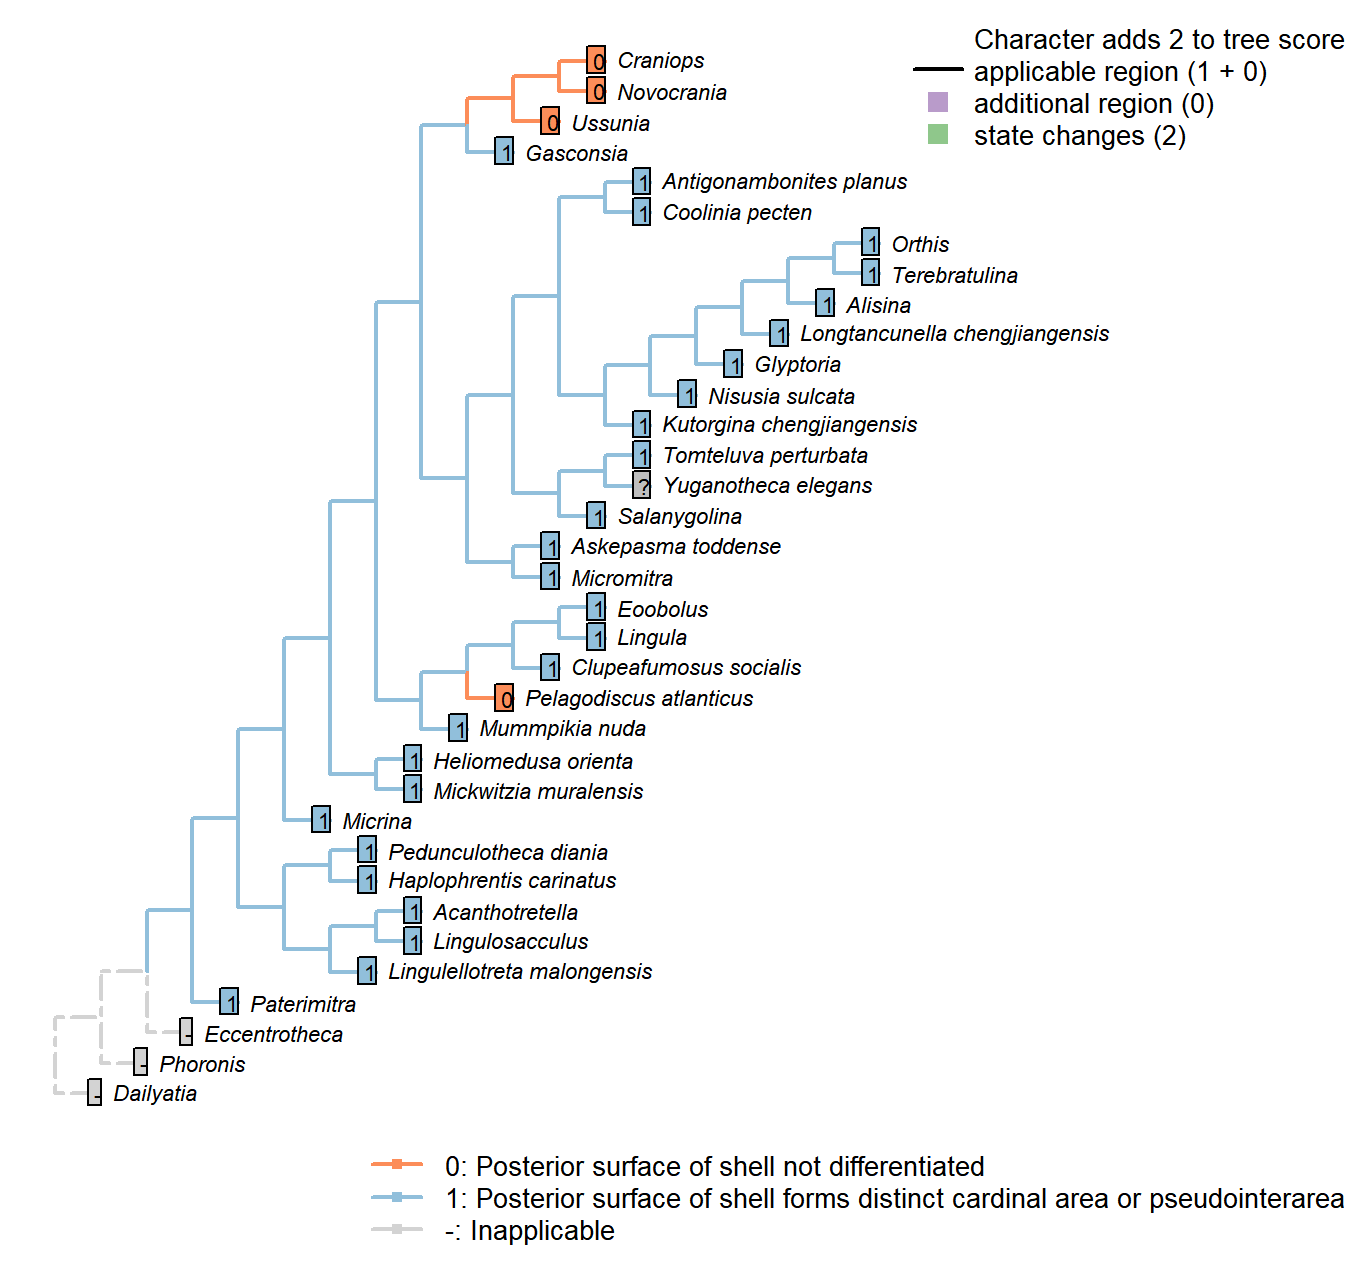 Character adds 2 to tree score
applicable region (1 + 0)
additional region (0)
state changes (2)
0 Craniops
0 Novocrania
0 Ussunia
1 Gasconsia
1 Antigonambonites planus
1 Coolinia pecten
1 Orthis
1 Terebratulina
1 Alisina
1 Longtancunella chengjiangensis
1 Glyptoria
1 Nisusia sulcata
1 Kutorgina chengjiangensis
1 Tomteluva perturbata
? Yuganotheca elegans
1 Salanygolina
1 Askepasma toddense
1 Micromitra
1 Eoobolus
1 Lingula
1 Clupeafumosus socialis
0 Pelagodiscus atlanticus
1 Mummpikia nuda
1 Heliomedusa orienta
1 Mickwitzia muralensis
1 Micrina
1 Pedunculotheca diania
1 Haplophrentis carinatus
1 Acanthotretella
1 Lingulosacculus
1 Lingulellotreta malongensis
1 Paterimitra
- Eccentrotheca
- Phoronis
- Dailyatia
0: Posterior surface of shell not differentiated
1: Posterior surface of shell forms distinct cardinal area or pseudointerarea
-: Inapplicable